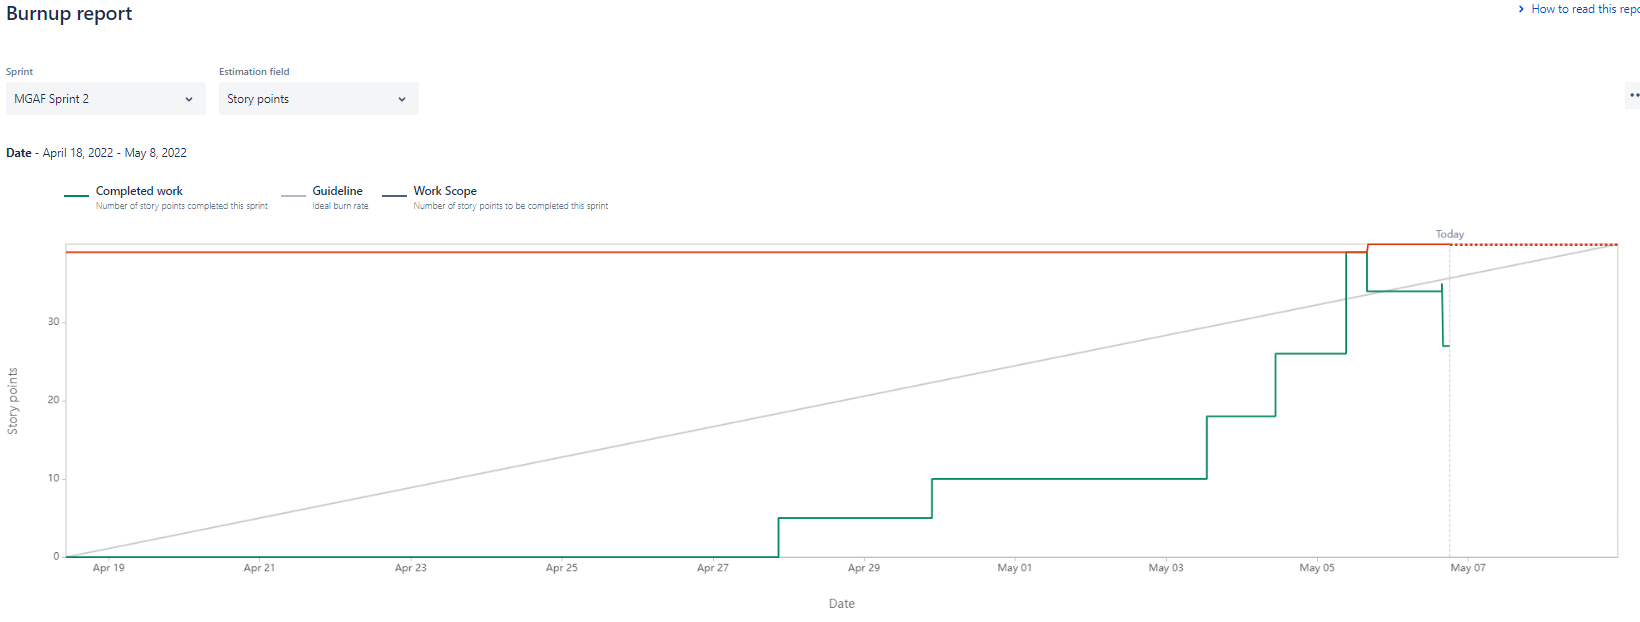 Burnup report
How to read this repo
Sprint
Estimation field
MGAF Sprint 2
Story points
Date - April 18, 2022 - May 8, 2022
Completed work
Number of story points completed this sprint
Guideline
Ideal burn rate
Work Scope
Number of story points to be completed this sprint
Today
30
20
10
0
Story points
Apr 19
Apr 21
Apr 23
Apr 25
Apr 27
Apr 29
May 01
May 03
May 05
May 07
Date